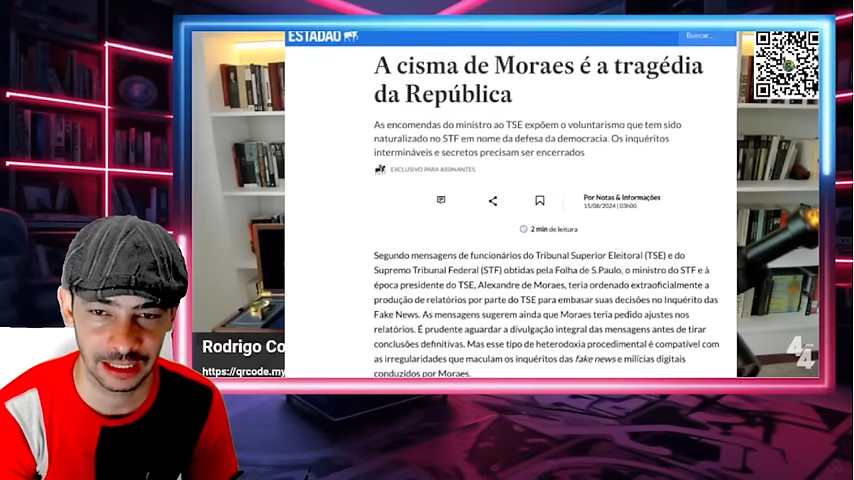 ESTADÃO
Buscar...
A cisma de Moraes é a tragédia
da República
As encomendas do ministro ao TSE expõem o voluntarismo que tem sido
naturalizado no STF em nome da defesa da democracia. Os inquéritos
intermináveis e secretos precisam ser encerrados
EXCLUSIVO PARA ASSINANTES
Por Notas & Informações
15/08/2024 | 03h00
2 min de leitura
Segundo mensagens de funcionários do Tribunal Superior Eleitoral (TSE) e do
Supremo Tribunal Federal (STF) obtidas pela Folha de S.Paulo, o ministro do STF e à
época presidente do TSE, Alexandre de Moraes, teria ordenado extraoficialmente a
produção de relatórios por parte do TSE para embasar suas decisões no Inquérito das
Fake News. As mensagens sugerem ainda que Moraes teria pedido ajustes nos
relatórios. É prudente aguardar a divulgação integral das mensagens antes de tirar
conclusões definitivas. Mas esse tipo de heterodoxia procedimental é compatível com
as irregularidades que maculam os inquéritos das fake news e milícias digitais
conduzidos por Moraes.
Rodrigo Co
https://qrcode.my
44